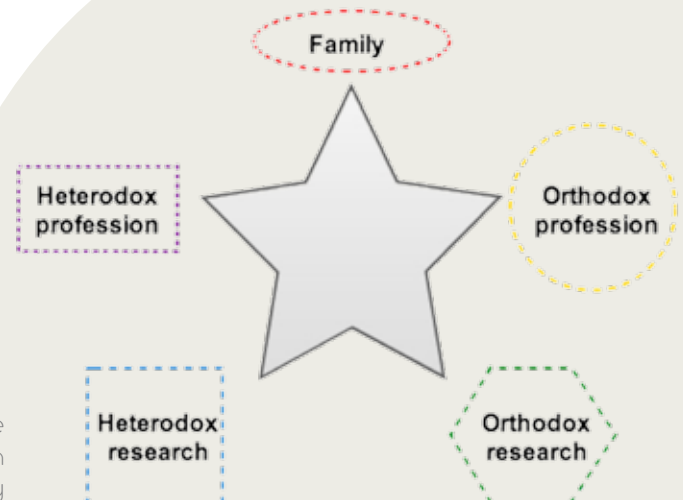 Family
Heterodox
profession
Orthodox
profession
Heterodox
research
Orthodox
research